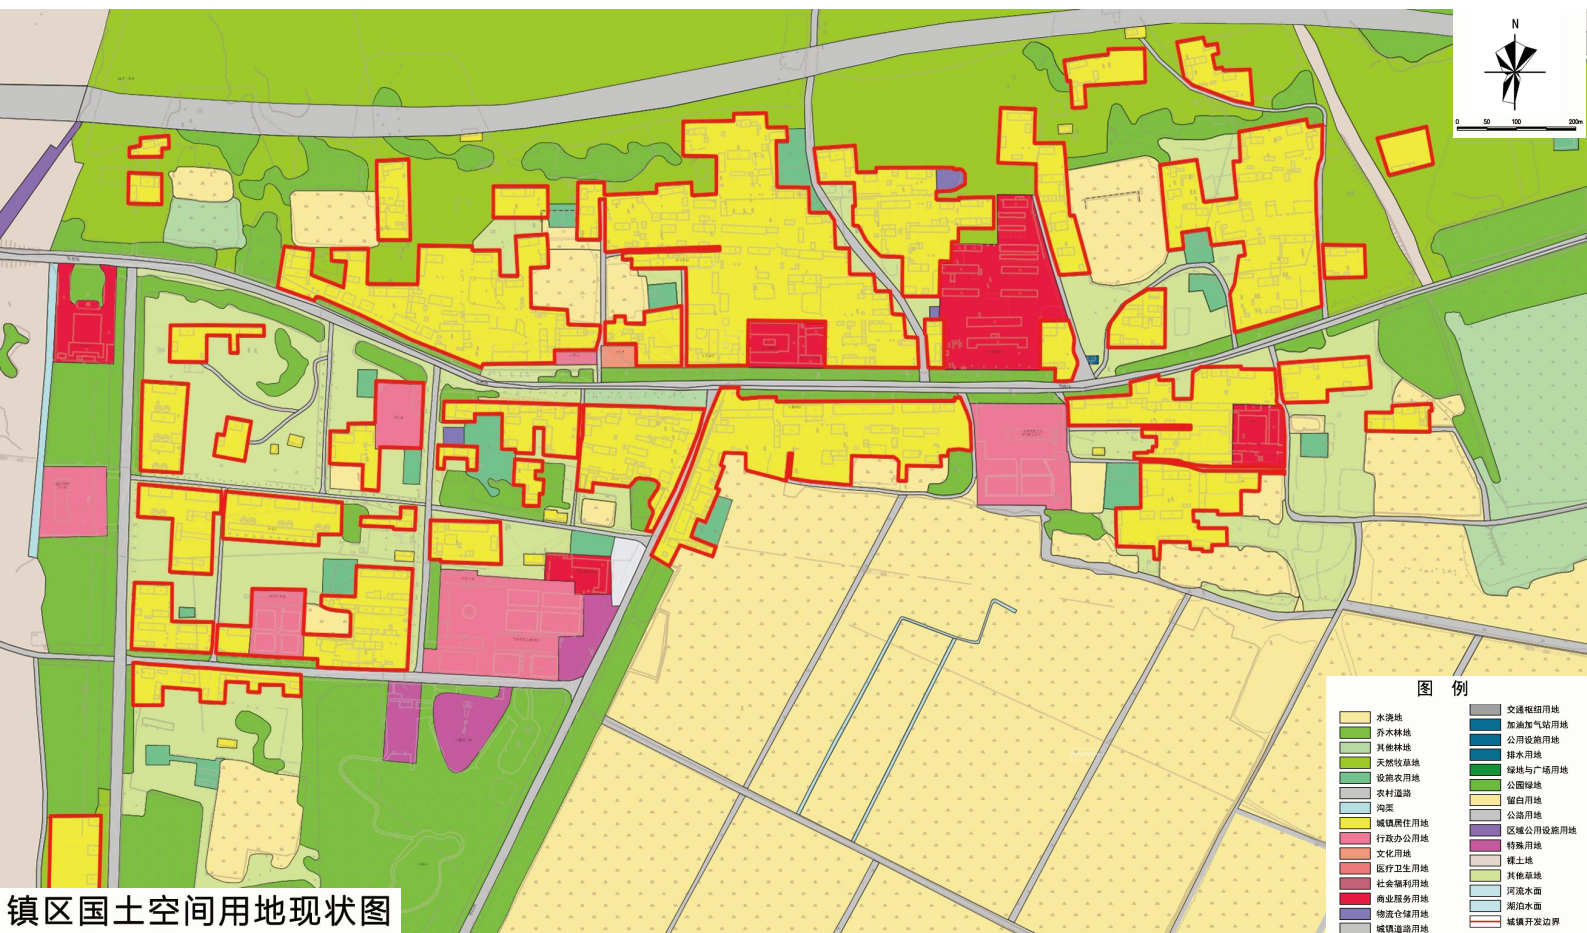 N
0 50 100 200m
图 例
水浇地
乔木林地
其他林地
天然牧草地
设施农用地
农村道路
沟渠
城镇居住用地
行政办公用地
文化用地
医疗卫生用地
社会福利用地
商业服务用地
物流仓储用地
城镇道路用地
交通枢纽用地
加油加气站用地
公用设施用地
排水用地
绿地与广场用地
公园绿地
留白用地
公路用地
区域公用设施用地
特殊用地
裸土地
其他草地
河流水面
湖泊水面
城镇开发边界
镇区国土空间用地现状图